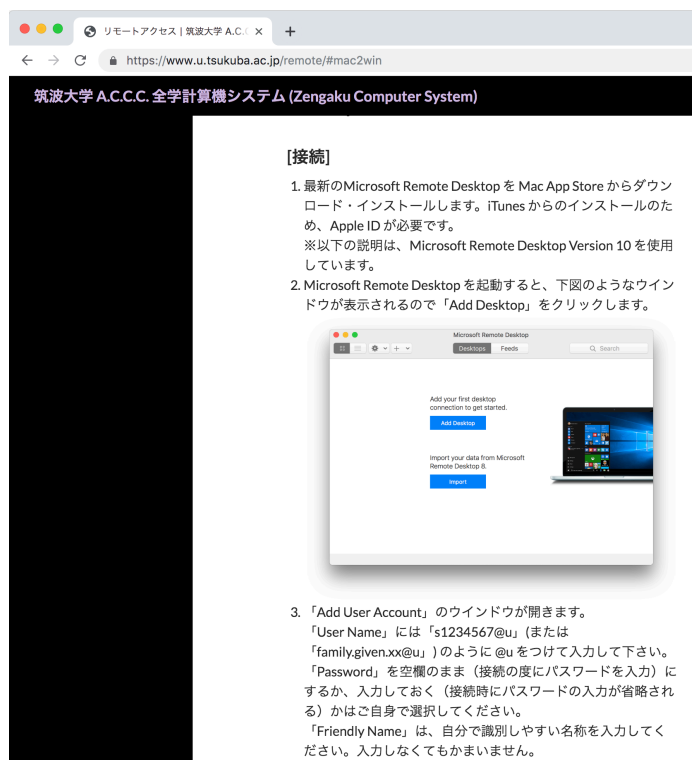 リモートアクセス | 筑波大学 A.C.
https://www.u.tsukuba.ac.jp/remote/#mac2win
筑波大学 A.C.C.C. 全学計算機システム (Zengaku Computer System)
[接続]
1. 最新のMicrosoft Remote Desktop を Mac App Store からダウン
ロード・インストールします。iTunes からのインストールのた
め、Apple ID が必要です。
※以下の説明は、Microsoft Remote Desktop Version 10 を使用
しています。
2. Microsoft Remote Desktop を起動すると、下図のようなウイン
ドウが表示されるので「Add Desktop」をクリックします。
Microsoft Remote Desktop
Desktops Feeds Search
Add your first desktop
connection to get started.
Add Desktop
Import your data from Microsoft
Remote Desktop 8.
Import
3. 「Add User Account」のウインドウが開きます。
「User Name」には「s1234567@u」(または
「family.given.xx@u」) のように @u をつけて入力して下さい。
「Password」を空欄のまま（接続の度にパスワードを入力）に
するか、入力しておく（接続時にパスワードの入力が省略され
る）かはご自身で選択してください。
「Friendly Name」は、自分で識別しやすい名称を入力してく
ださい。入力しなくてもかまいません。